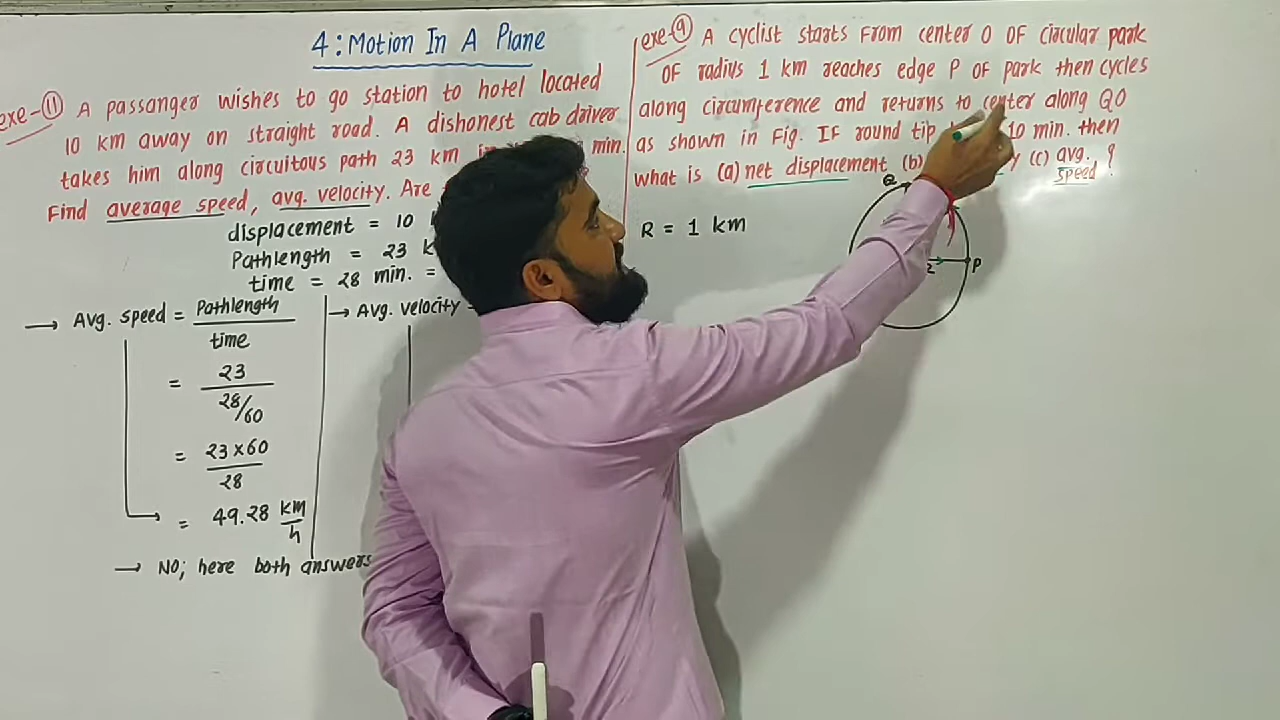 4: Motion In A Plane
exe-11 A passanger wishes to go station to hotel located
10 km away on straight road. A dishonest cab driver
takes him along circuitous path 23 km min.
Find average speed, avg. velocity. Are
displacement = 10
Pathlength = 23
time = 28 min. =
→ Avg. speed = Pathlength
time
= 23
28/60
= 23 x 60
28
= 49.28 km
h
→ Avg. velocity
→ NO; here both answers
exe-9 A cyclist starts from center O OF circular park
OF radius 1 km reaches edge P OF park then cycles
along circumference and returns to center along QO
as shown in Fig. IF round tip 10 min. then
what is (a) net displacement (b) y (c) avg. speed ?
R = 1 km
Q
P